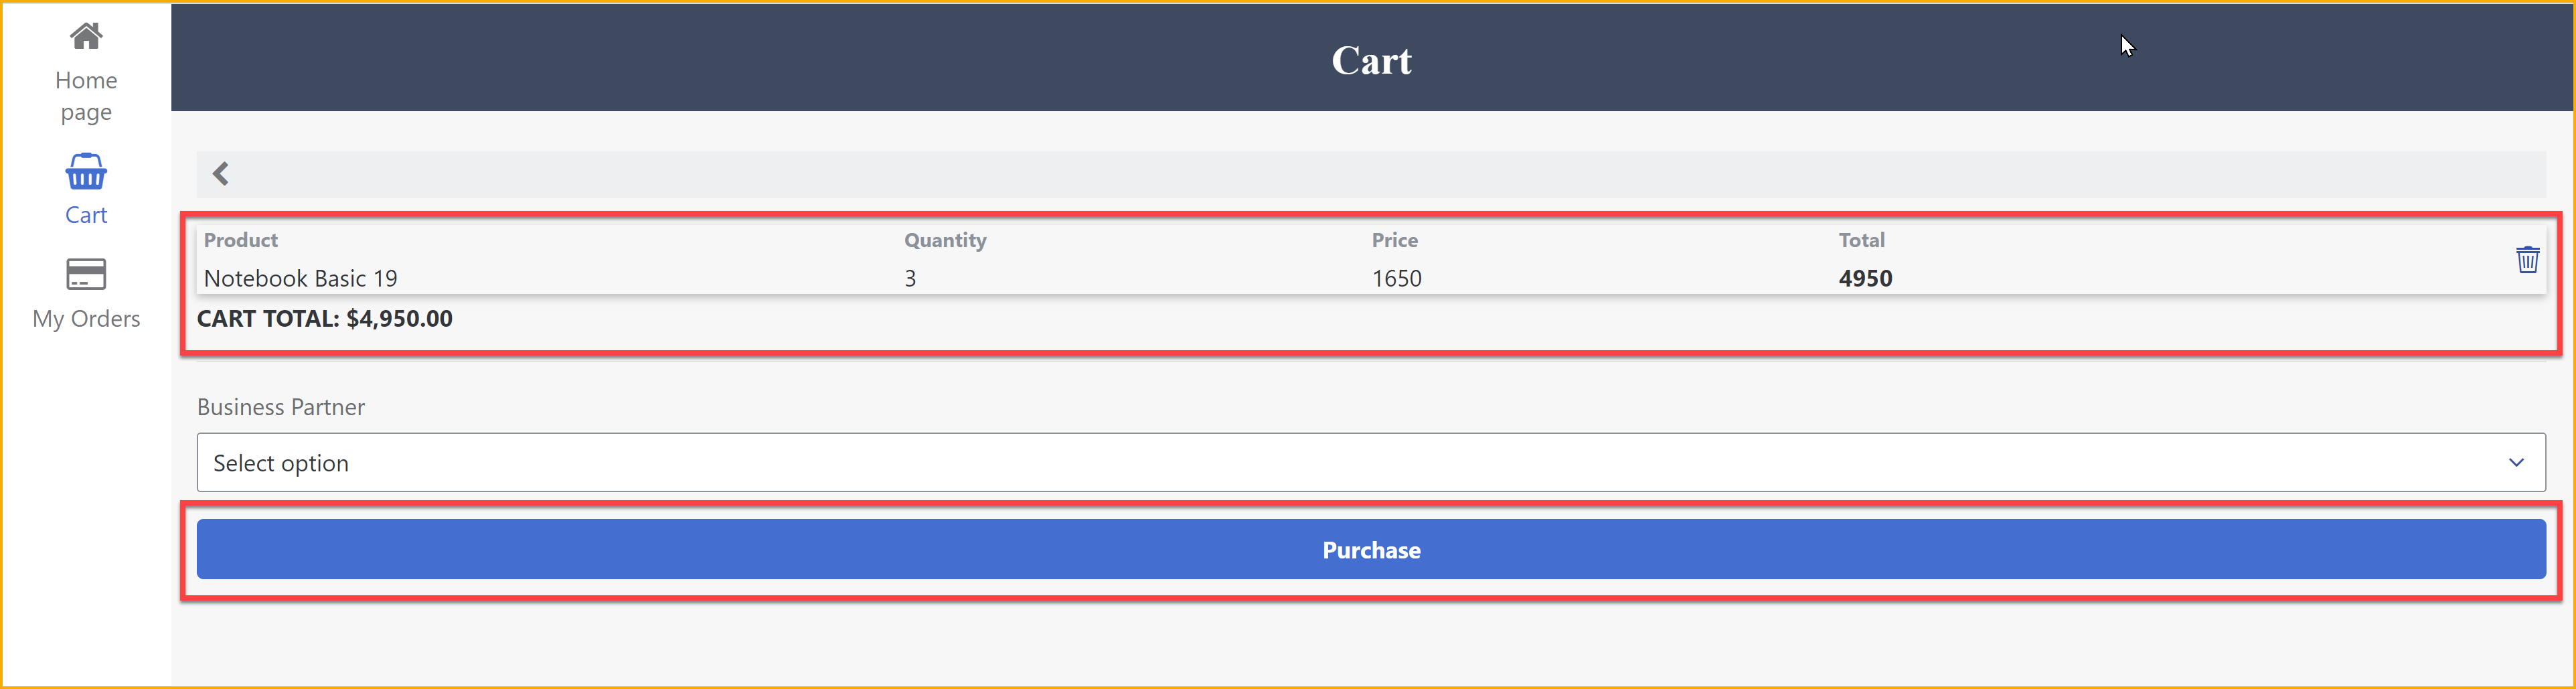 Home
page
Cart
My Orders
Cart
Product Quantity Price Total
Notebook Basic 19 3 1650 4950
CART TOTAL: $4,950.00
Business Partner
Select option
Purchase